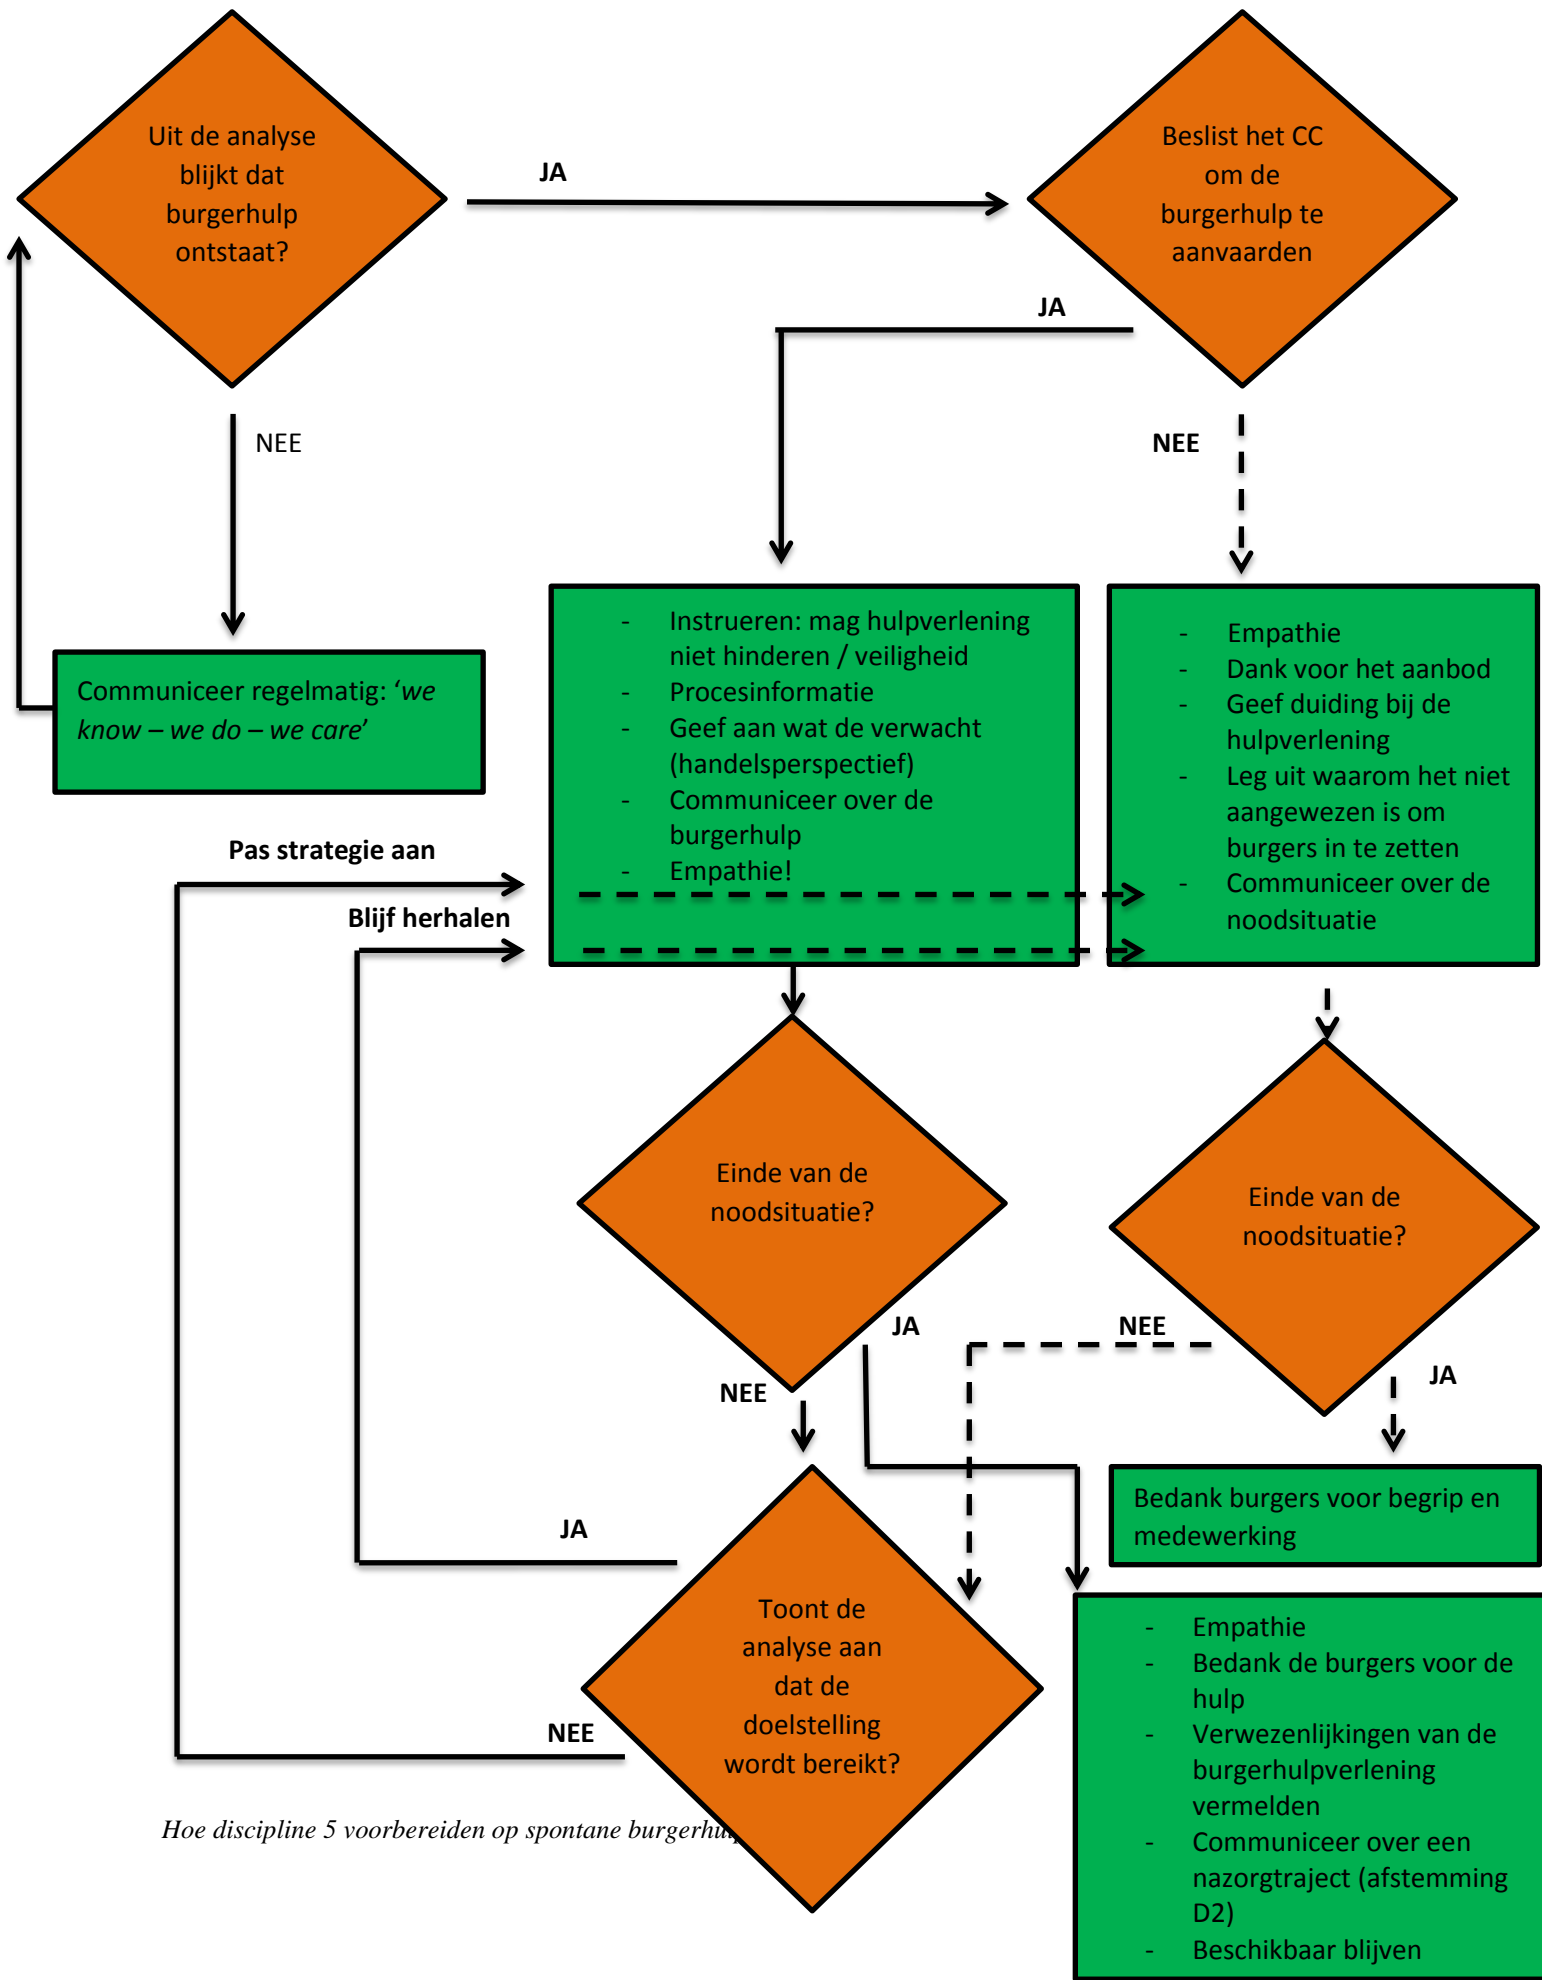 Uit de analyse
blijkt dat
burgerhulp
ontstaat?
JA
Beslist het CC
om de
burgerhulp te
aanvaarden
JA
NEE
NEE
Communiceer regelmatig: ‘we
know – we do – we care’
- Instrueren: mag hulpverlening
niet hinderen / veiligheid
- Procesinformatie
- Geef aan wat de verwacht
(handelsperspectief)
- Communiceer over de
burgerhulp
- Empathie!
- Empathie
- Dank voor het aanbod
- Geef duiding bij de
hulpverlening
- Leg uit waarom het niet
aangewezen is om
burgers in te zetten
- Communiceer over de
noodsituatie
Pas strategie aan
Blijf herhalen
Einde van de
noodsituatie?
Einde van de
noodsituatie?
JA
NEE
NEE
JA
Bedank burgers voor begrip en
medewerking
JA
Toont de
analyse aan
dat de
doelstelling
wordt bereikt?
NEE
- Empathie
- Bedank de burgers voor de
hulp
- Verwezenlijkingen van de
burgerhulpverlening
vermelden
- Communiceer over een
nazorgtraject (afstemming
D2)
- Beschikbaar blijven
Hoe discipline 5 voorbereiden op spontane